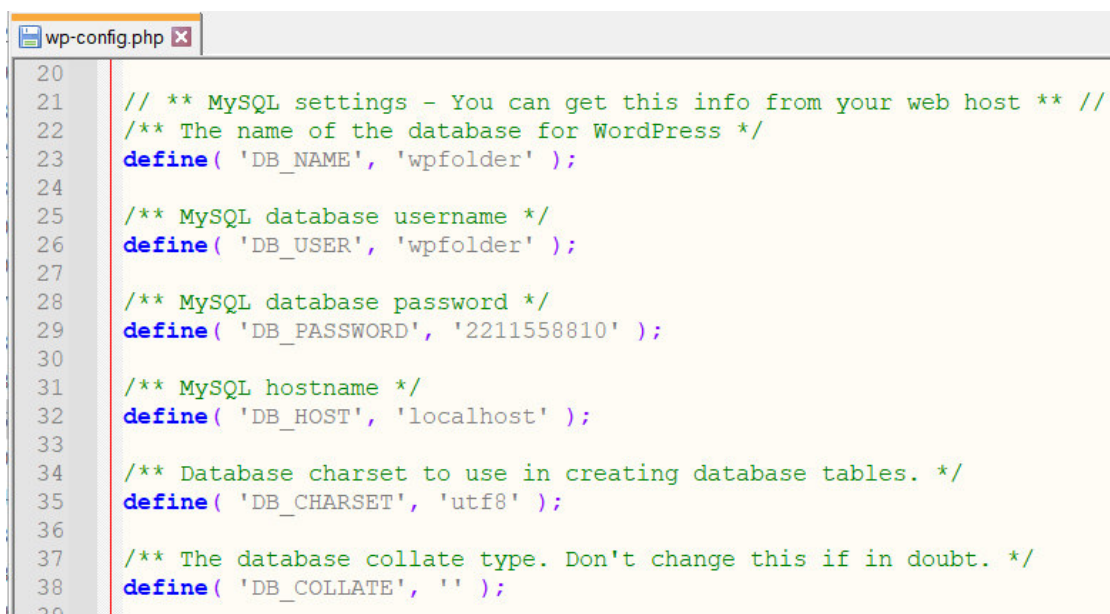 wp-config.php
20
21 // ** MySQL settings - You can get this info from your web host ** //
22 /** The name of the database for WordPress */
23 define( 'DB_NAME', 'wpfolder' );
24
25 /** MySQL database username */
26 define( 'DB_USER', 'wpfolder' );
27
28 /** MySQL database password */
29 define( 'DB_PASSWORD', '2211558810' );
30
31 /** MySQL hostname */
32 define( 'DB_HOST', 'localhost' );
33
34 /** Database charset to use in creating database tables. */
35 define( 'DB_CHARSET', 'utf8' );
36
37 /** The database collate type. Don't change this if in doubt. */
38 define( 'DB_COLLATE', '' );